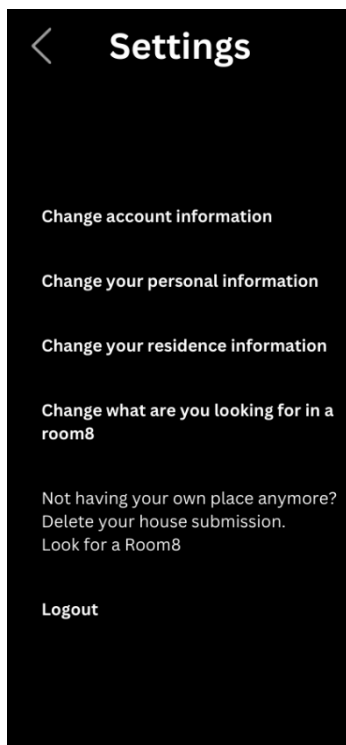 Settings
Change account information
Change your personal information
Change your residence information
Change what are you looking for in a
room8
Not having your own place anymore?
Delete your house submission.
Look for a Room8
Logout